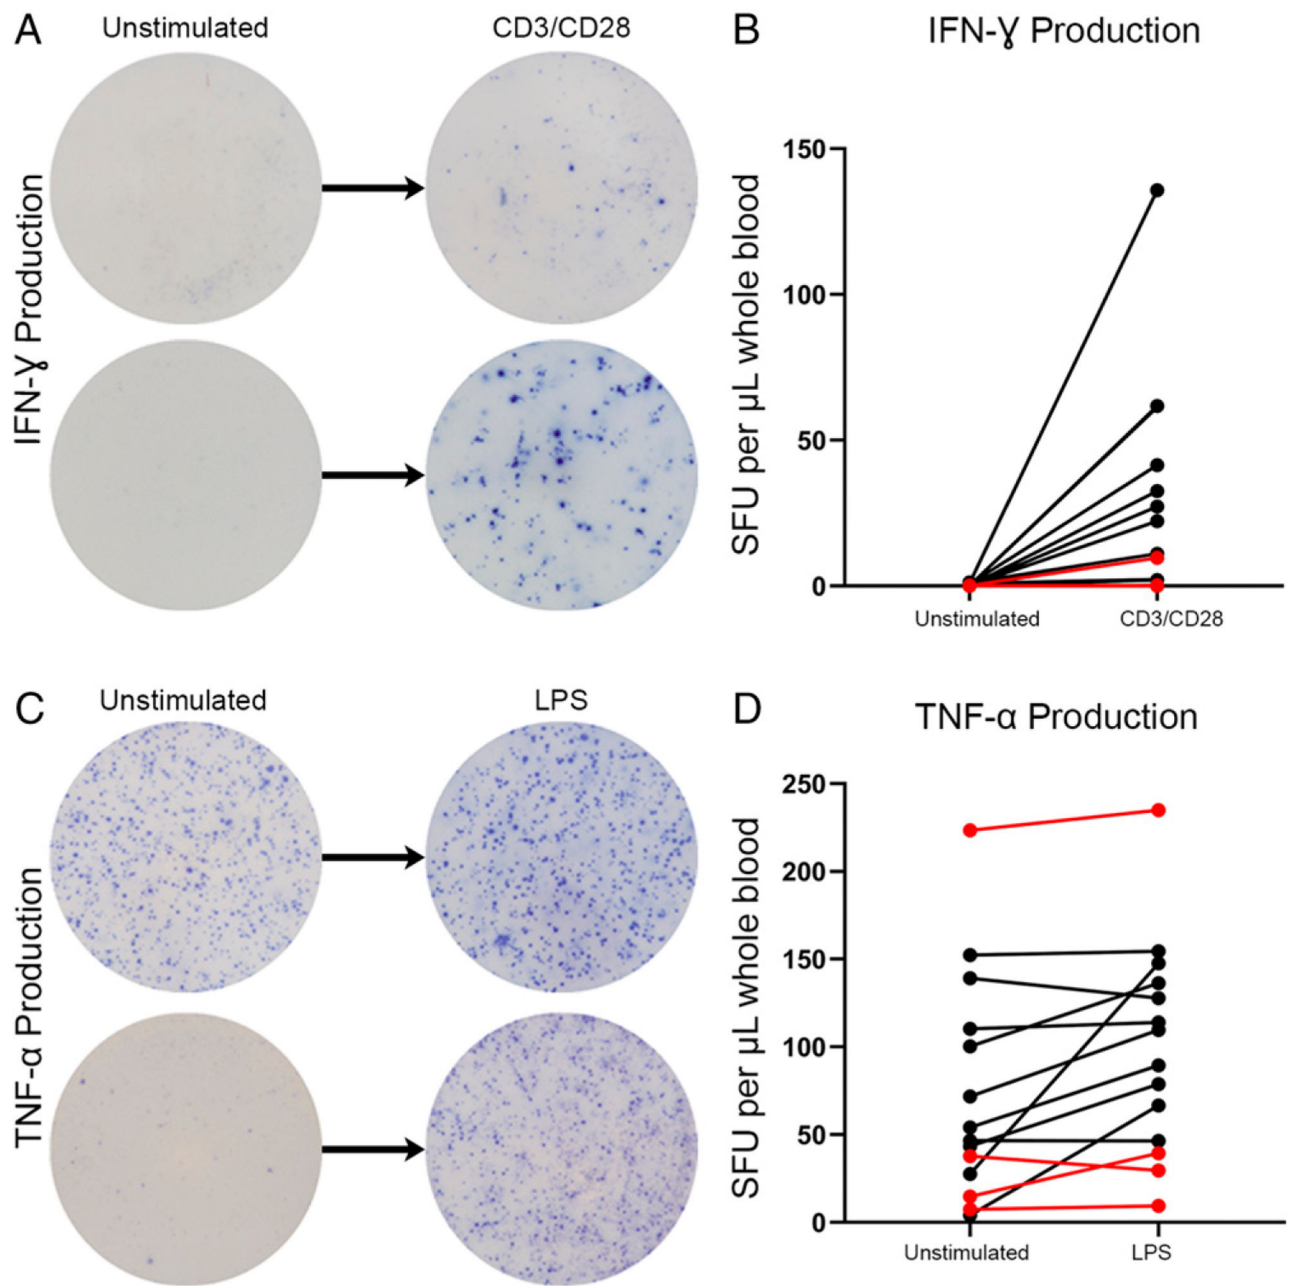 A
Unstimulated
CD3/CD28
IFN-Ɣ Production
B
IFN-Ɣ Production
SFU per µL whole blood
150
100
50
0
Unstimulated
CD3/CD28
C
Unstimulated
LPS
TNF-α Production
D
TNF-α Production
SFU per µL whole blood
250
200
150
100
50
0
Unstimulated
LPS